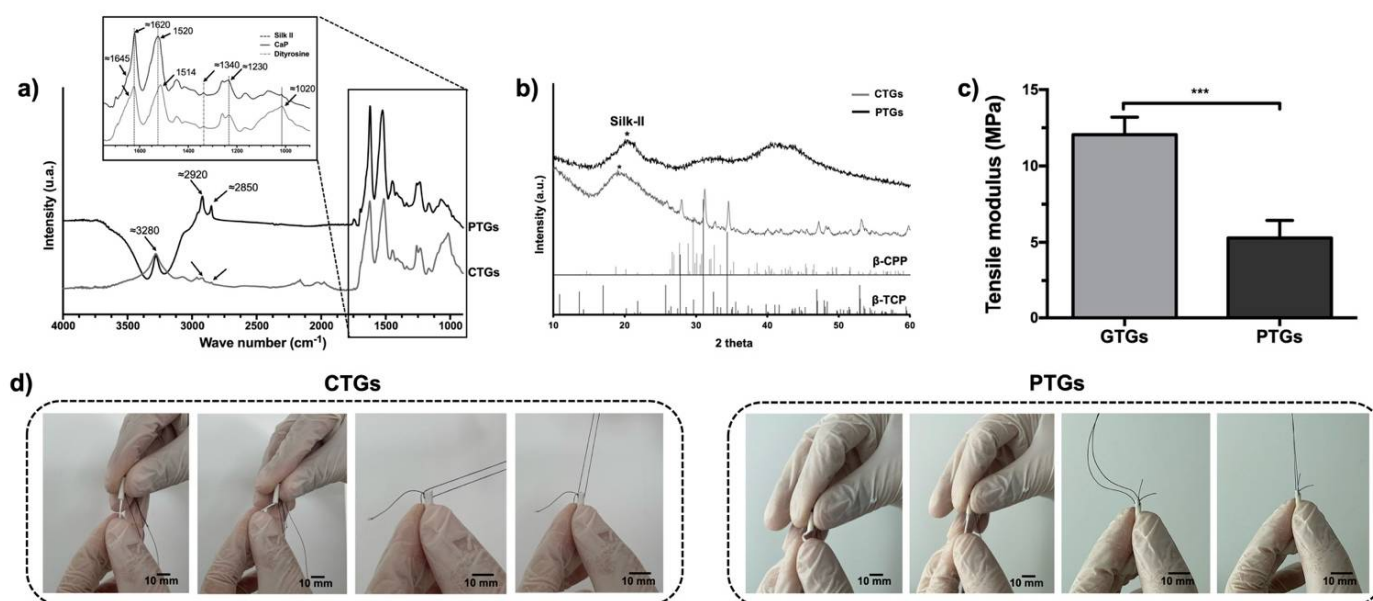 a)
≈1620
1520
≈1645
1514
≈1340
≈1230
≈1020
Silk II
CaP
Dityrosine
1600
1400
1200
1000
≈2920
≈2850
≈3280
PTGs
CTGs
Intensity (u.a.)
4000
3500
3000
2500
2000
1500
1000
Wave number (cm-1)
b)
CTGs
PTGs
Silk-II
*
*
β-CPP
β-TCP
Intensity (a.u.)
10
20
30
40
50
60
2 theta
c)
***
Tensile modulus (MPa)
15
10
5
0
GTGs
PTGs
d)
CTGs
10 mm
10 mm
10 mm
10 mm
PTGs
10 mm
10 mm
10 mm
10 mm